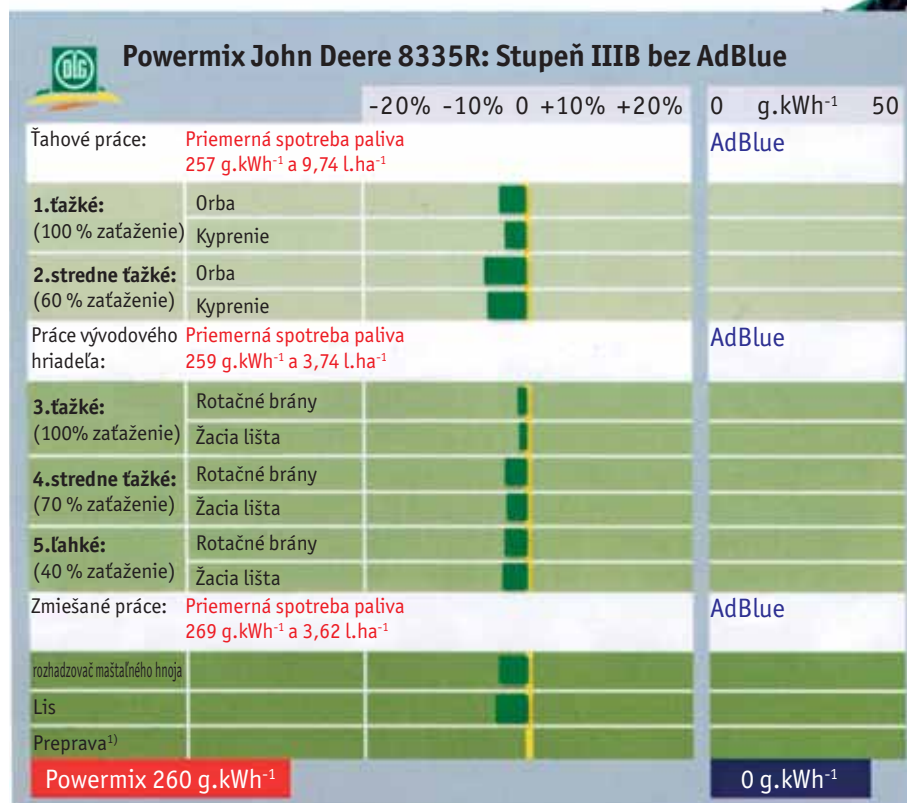 DLG
Powermix John Deere 8335R: Stupeň IIIB bez AdBlue
-20% -10% 0 +10% +20% 0 g.kWh⁻¹ 50
Ťahové práce: Priemerná spotreba paliva AdBlue
257 g.kWh⁻¹ a 9,74 l.ha⁻¹
1.ťažké: Orba
(100 % zaťaženie) Kyprenie
2.stredne ťažké: Orba
(60 % zaťaženie) Kyprenie
Práce vývodového Priemerná spotreba paliva AdBlue
hriadeľa: 259 g.kWh⁻¹ a 3,74 l.ha⁻¹
3.ťažké: Rotačné brány
(100% zaťaženie) Žacia lišta
4.stredne ťažké: Rotačné brány
(70 % zaťaženie) Žacia lišta
5.ľahké: Rotačné brány
(40 % zaťaženie) Žacia lišta
Zmiešané práce: Priemerná spotreba paliva AdBlue
269 g.kWh⁻¹ a 3,62 l.ha⁻¹
rozhadzovač maštaľného hnoja
Lis
Preprava¹⁾
Powermix 260 g.kWh⁻¹ 0 g.kWh⁻¹